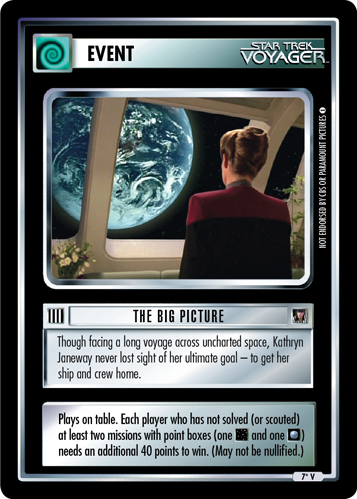 EVENT
STAR TREK
VOYAGER
NOT ENDORSED BY CBS OR PARAMOUNT PICTURES
THE BIG PICTURE
Though facing a long voyage across uncharted space, Kathryn
Janeway never lost sight of her ultimate goal – to get her
ship and crew home.
Plays on table. Each player who has not solved (or scouted)
at least two missions with point boxes (one and one )
needs an additional 40 points to win. (May not be nullified.)
7* V